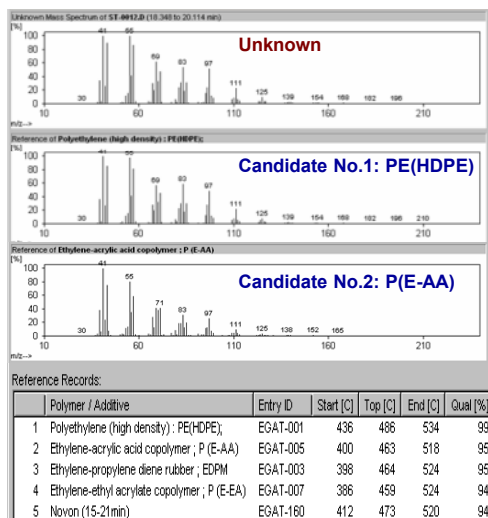 Unknown Mass Spectrum of ST-0012.D (18.348 to 20.114 min)
[%]
Unknown
100
80
60
40
20
0
30 41 55 69 83 97 111 125 139 154 168 182 196
10 60 110 160 210
m/z-->
Reference of Polyethylene (high density) : PE(HDPE);
[%]
Candidate No.1: PE(HDPE)
100
80
60
40
20
0
30 41 55 69 83 97 111 125 139 154 168 182 196 210
10 60 110 160 210
m/z-->
Reference of Ethylene-acrylic acid copolymer ; P (E-AA)
[%]
Candidate No.2: P(E-AA)
100
80
60
40
20
0
30 41 55 71 83 97 111 125 138 152 165
10 60 110 160 210
m/z-->
Reference Records:
Polymer / Additive Entry ID Start [C] Top [C] End [C] Qual [%]
1 Polyethylene (high density) : PE(HDPE); EGAT-001 436 486 534 99
2 Ethylene-acrylic acid copolymer ; P (E-AA) EGAT-005 400 463 518 95
3 Ethylene-propylene diene rubber ; EDPM EGAT-003 398 464 524 95
4 Ethylene-ethyl acrylate copolymer ; P (E-EA) EGAT-007 386 459 524 94
5 Novon (15-21min) EGAT-160 412 473 520 94